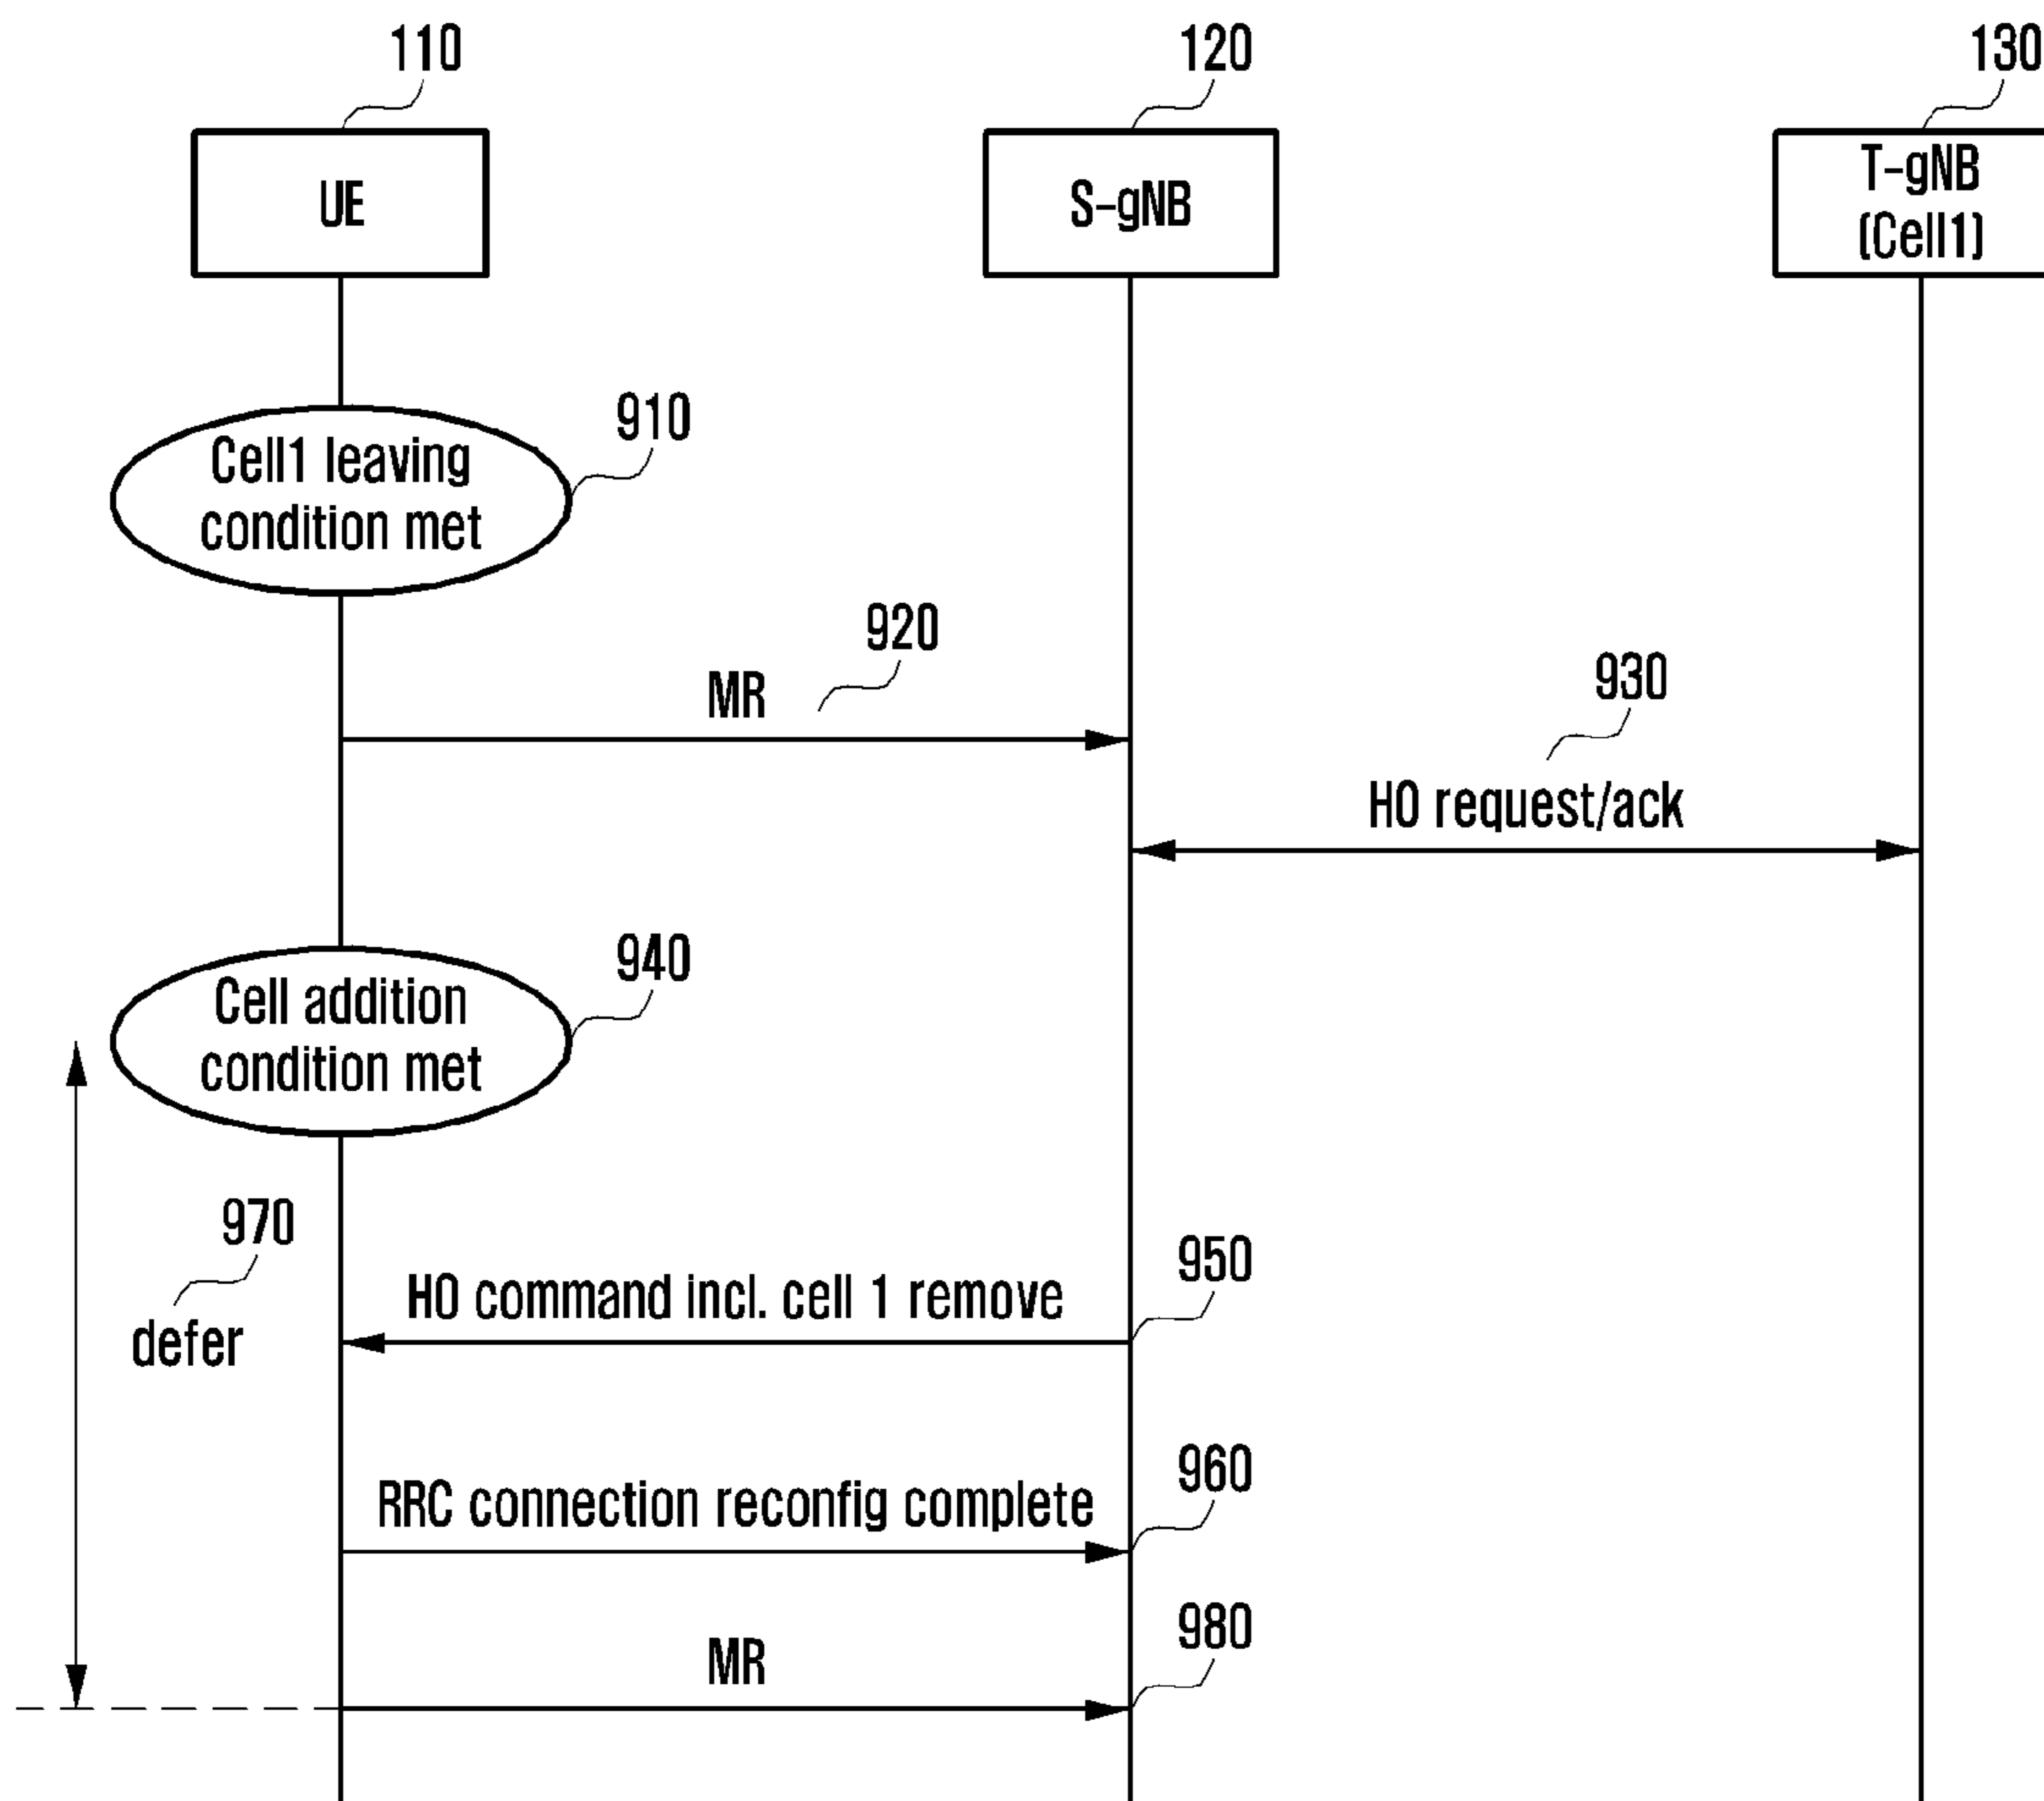 110
120
130
UE
S-gNB
T-gNB
(Cell1)
910
Cell1 leaving
condition met
920
MR
930
HO request/ack
940
Cell addition
condition met
970
defer
950
HO command incl. cell 1 remove
960
RRC connection reconfig complete
980
MR